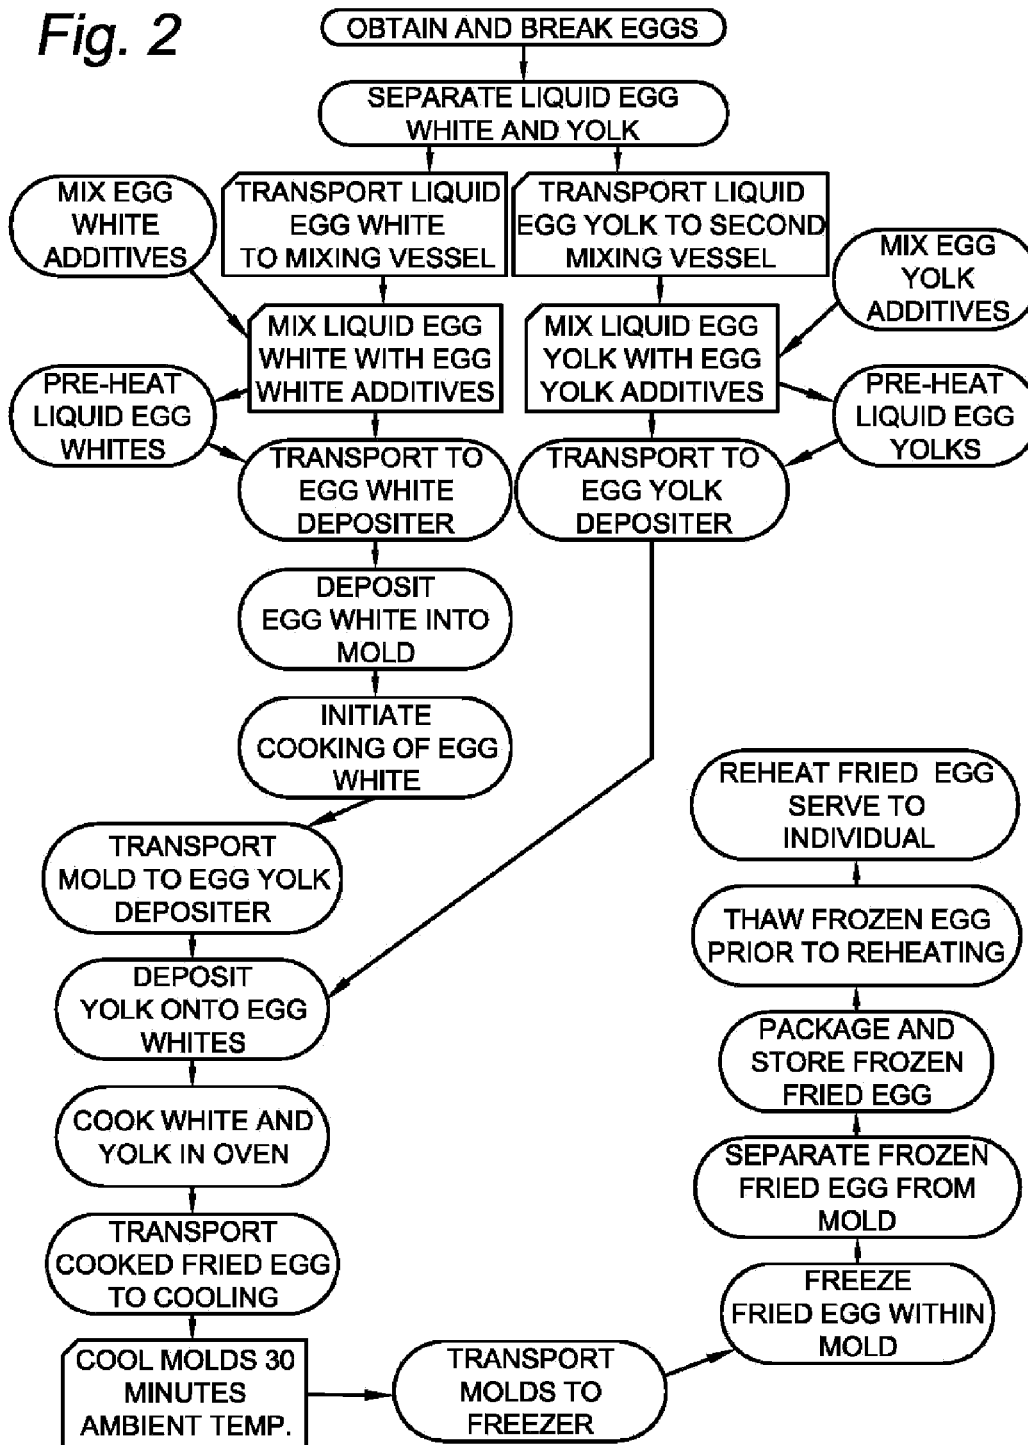 Fig. 2
OBTAIN AND BREAK EGGS
SEPARATE LIQUID EGG
WHITE AND YOLK
MIX EGG
WHITE
ADDITIVES
TRANSPORT LIQUID
EGG WHITE
TO MIXING VESSEL
TRANSPORT LIQUID
EGG YOLK TO SECOND
MIXING VESSEL
MIX EGG
YOLK
ADDITIVES
MIX LIQUID EGG
WHITE WITH EGG
WHITE ADDITIVES
MIX LIQUID EGG
YOLK WITH EGG
YOLK ADDITIVES
PRE-HEAT
LIQUID EGG
WHITES
PRE-HEAT
LIQUID EGG
YOLKS
TRANSPORT TO
EGG WHITE
DEPOSITER
TRANSPORT TO
EGG YOLK
DEPOSITER
DEPOSIT
EGG WHITE INTO
MOLD
INITIATE
COOKING OF EGG
WHITE
TRANSPORT
MOLD TO EGG YOLK
DEPOSITER
DEPOSIT
YOLK ONTO EGG
WHITES
COOK WHITE AND
YOLK IN OVEN
TRANSPORT
COOKED FRIED EGG
TO COOLING
COOL MOLDS 30
MINUTES
AMBIENT TEMP.
TRANSPORT
MOLDS TO
FREEZER
FREEZE
FRIED EGG WITHIN
MOLD
SEPARATE FROZEN
FRIED EGG FROM
MOLD
PACKAGE AND
STORE FROZEN
FRIED EGG
THAW FROZEN EGG
PRIOR TO REHEATING
REHEAT FRIED EGG
SERVE TO
INDIVIDUAL